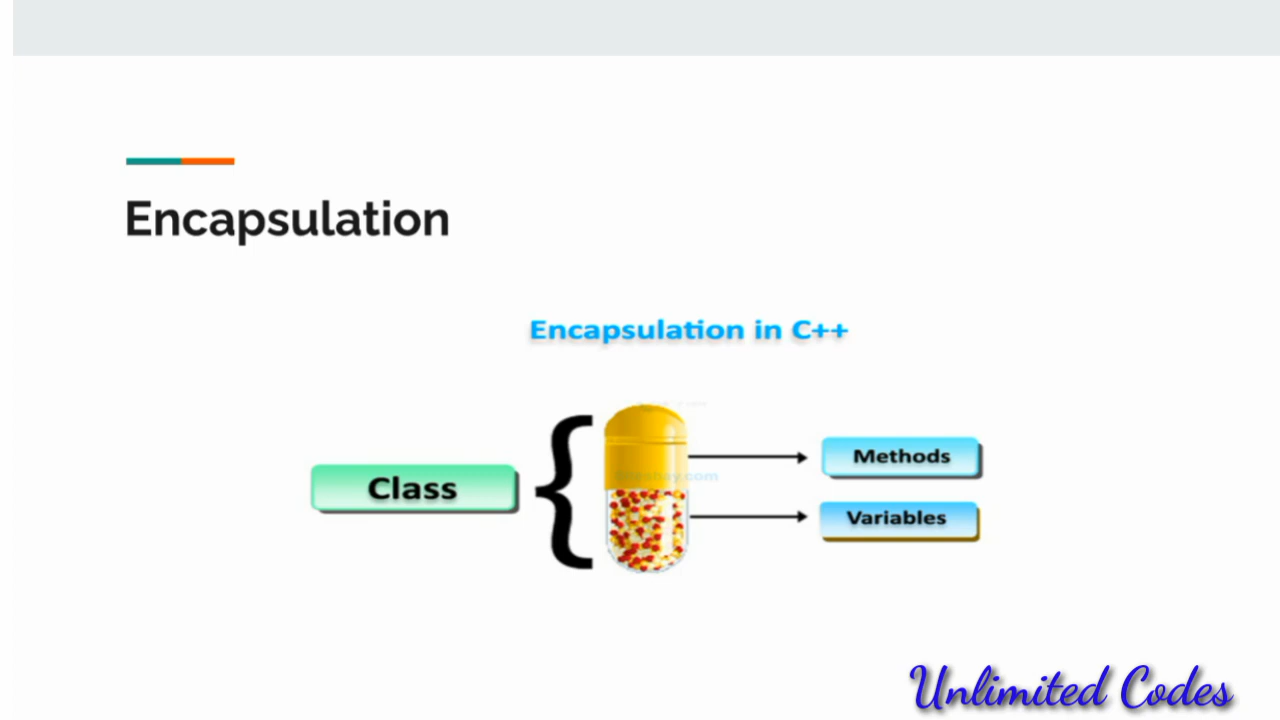 Encapsulation
Encapsulation in C++
Class
Methods
Variables
Unlimited Codes